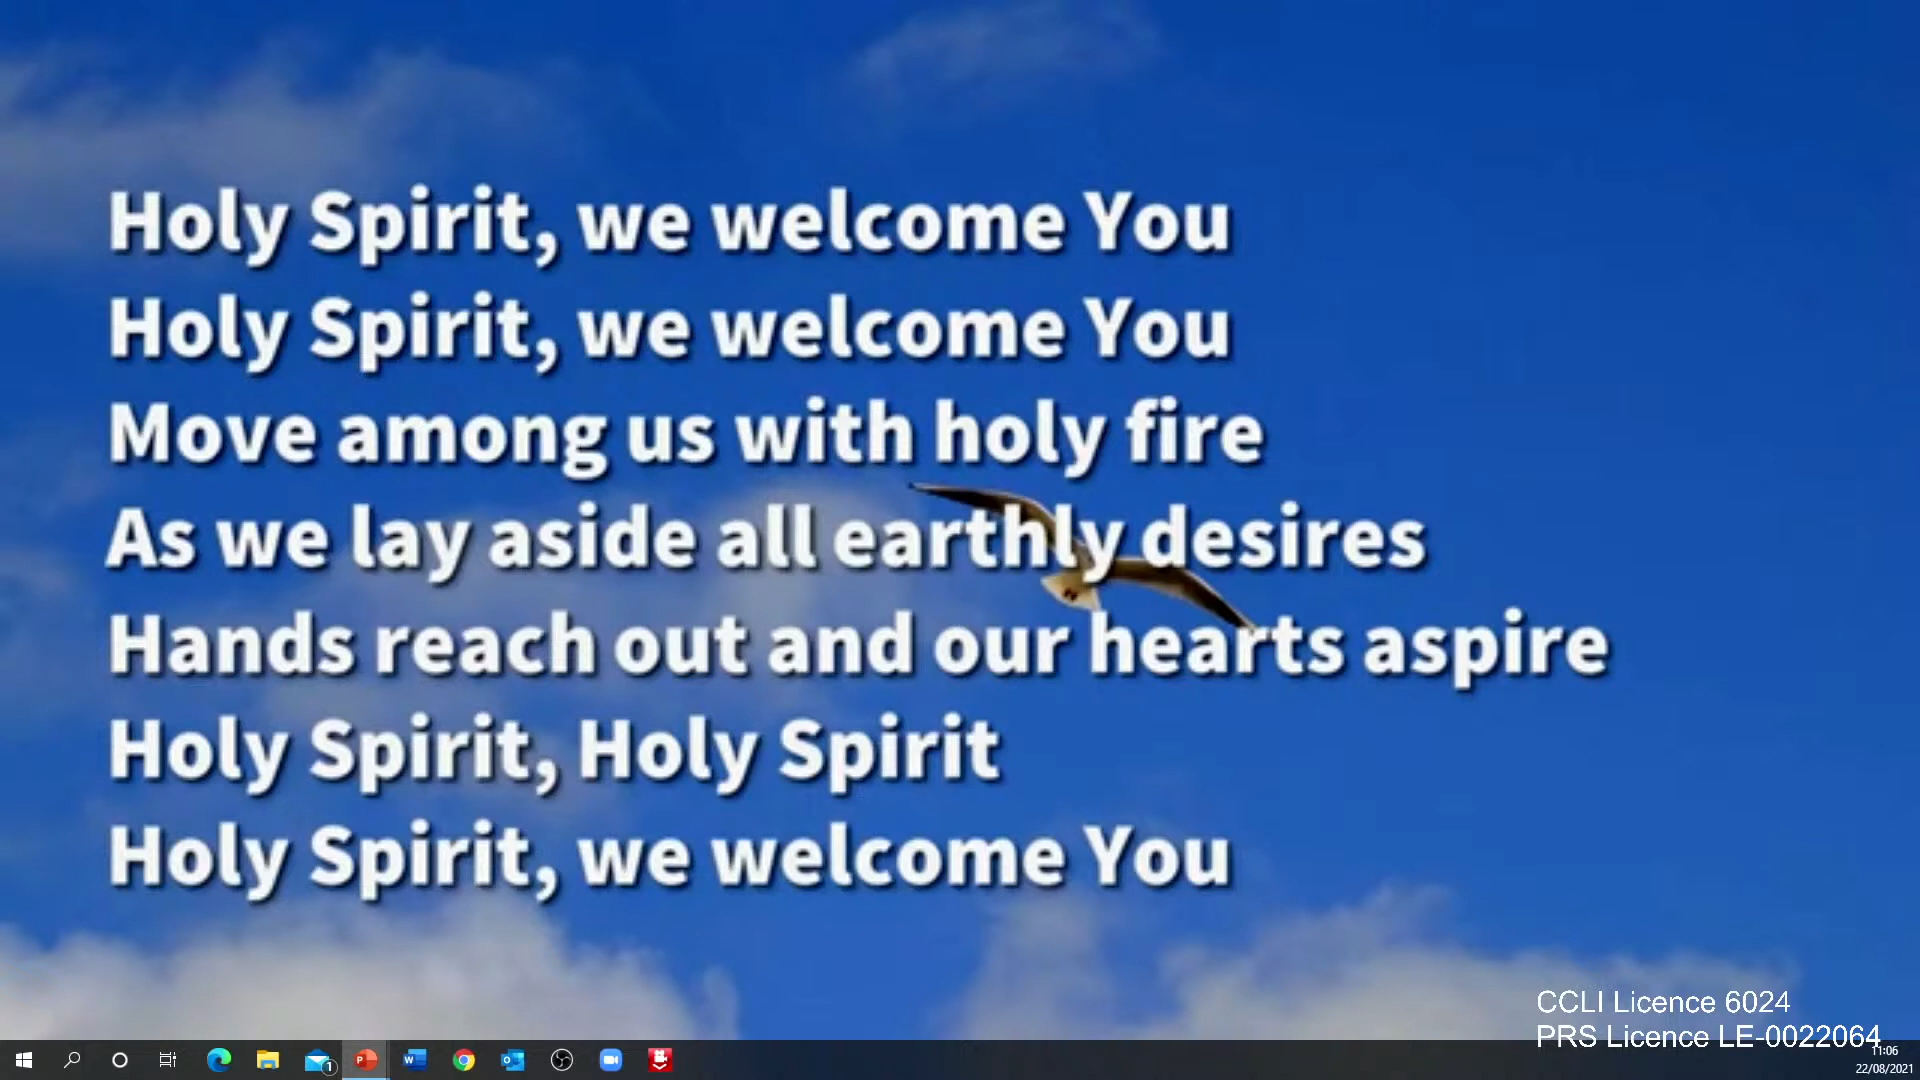 Holy Spirit, we welcome You
Holy Spirit, we welcome You
Move among us with holy fire
As we lay aside all earthly desires
Hands reach out and our hearts aspire
Holy Spirit, Holy Spirit
Holy Spirit, we welcome You
CCLI Licence 6024
PRS Licence LE-0022064
11:06
22/08/2021
1